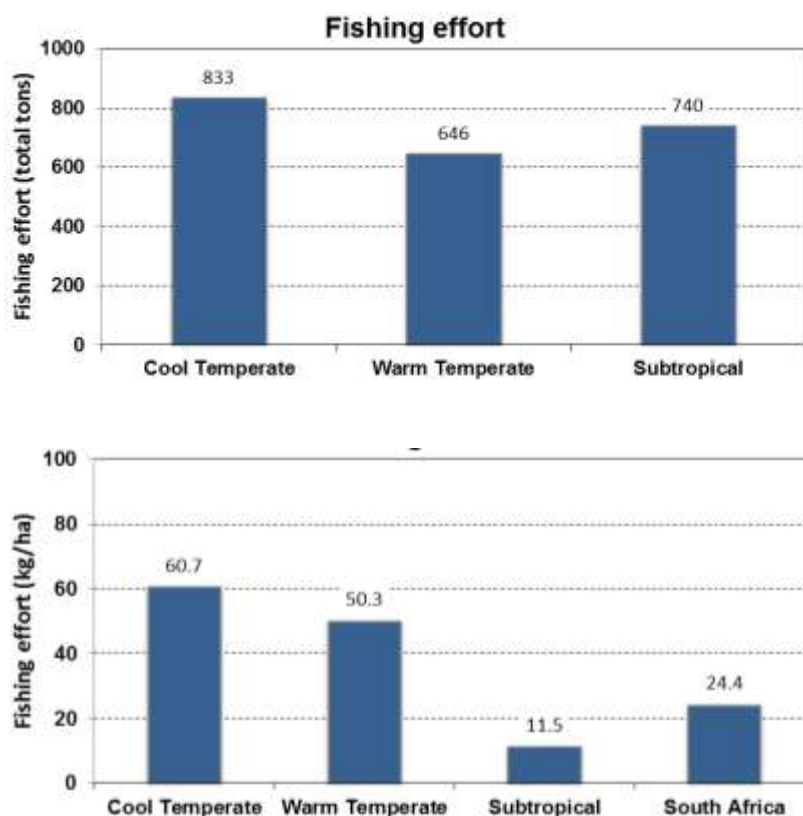 Fishing effort
Fishing effort (total tons)
1000
800
600
400
200
0
833
646
740
Cool Temperate
Warm Temperate
Subtropical
Fishing effort (kg/ha)
100
80
60
40
20
0
60.7
50.3
11.5
24.4
Cool Temperate
Warm Temperate
Subtropical
South Africa